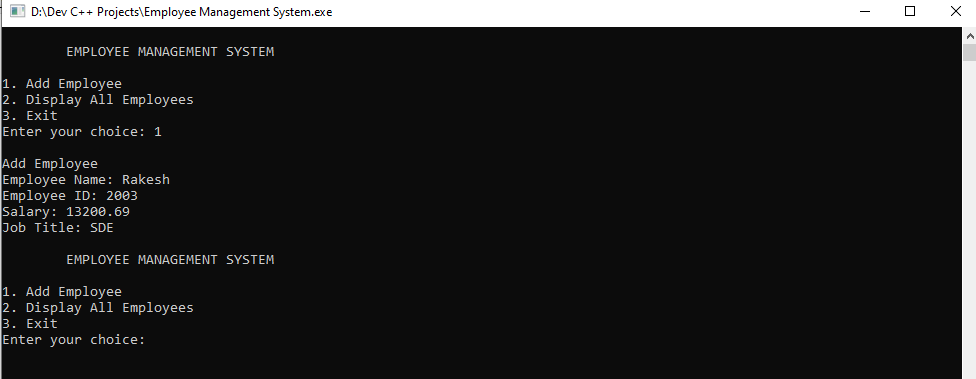 D:\Dev C++ Projects\Employee Management System.exe
EMPLOYEE MANAGEMENT SYSTEM
1. Add Employee
2. Display All Employees
3. Exit
Enter your choice: 1
Add Employee
Employee Name: Rakesh
Employee ID: 2003
Salary: 13200.69
Job Title: SDE
EMPLOYEE MANAGEMENT SYSTEM
1. Add Employee
2. Display All Employees
3. Exit
Enter your choice: